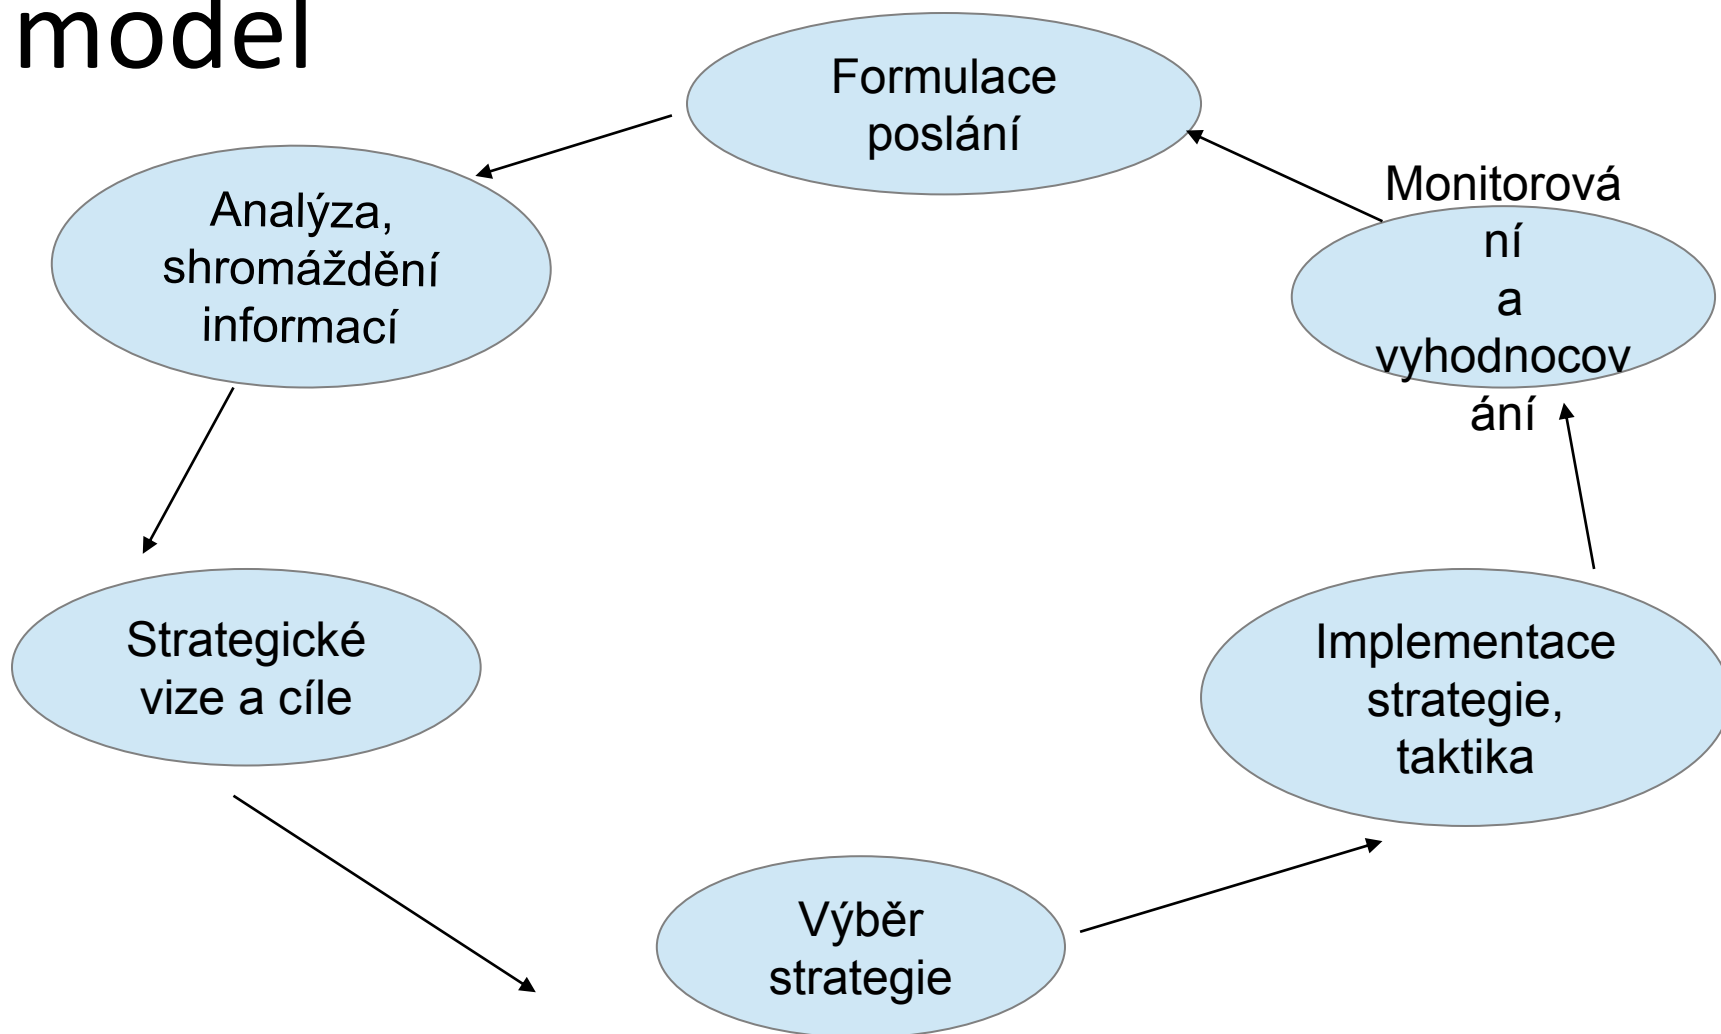 model
Formulace
poslání
Analýza,
shromáždění
informací
Monitorová
ní
a
vyhodnocov
ání
Strategické
vize a cíle
Implementace
strategie,
taktika
Výběr
strategie